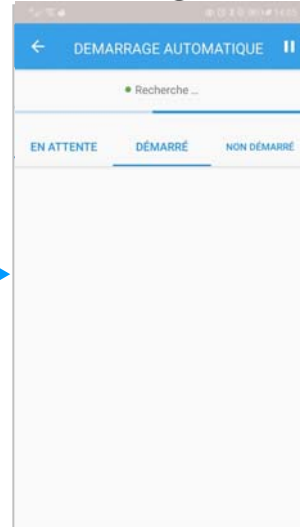 DEMARRAGE AUTOMATIQUE
Recherche ...
EN ATTENTE DÉMARRÉ NON DÉMARRÉ